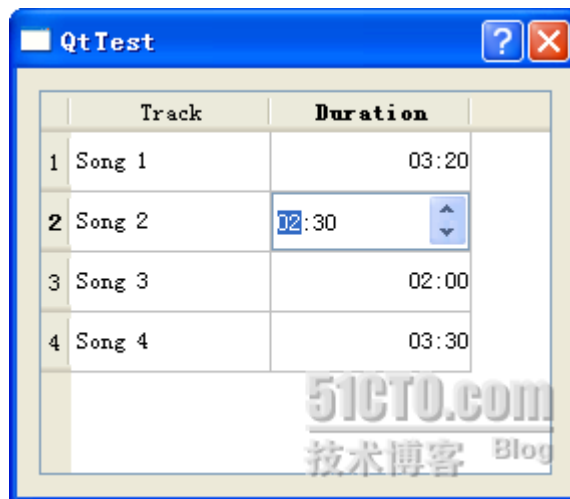 QtTest
Track Duration
1 Song 1 03:20
2 Song 2 02:30
3 Song 3 02:00
4 Song 4 03:30
51CTO.com
技术博客 Blog